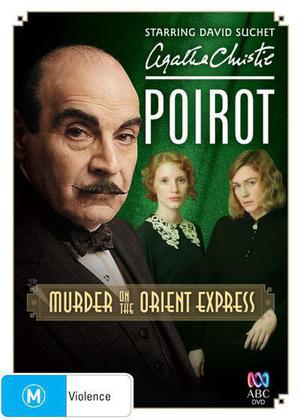 STARRING DAVID SUCHET
Agatha Christie
POIROT
MURDER ON THE ORIENT EXPRESS
M Violence
ABC
DVD